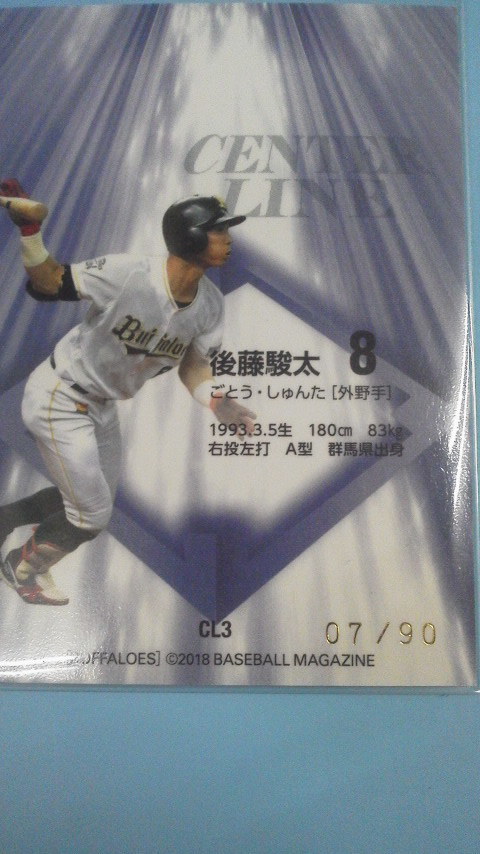 CENTER
LINE
Buffaloes
後藤駿太 8
ごとう・しゅんた [外野手]
1993.3.5生 180㎝ 83㎏
右投左打 A型 群馬県出身
CL3 07/90
FFALOES] ©2018 BASEBALL MAGAZINE